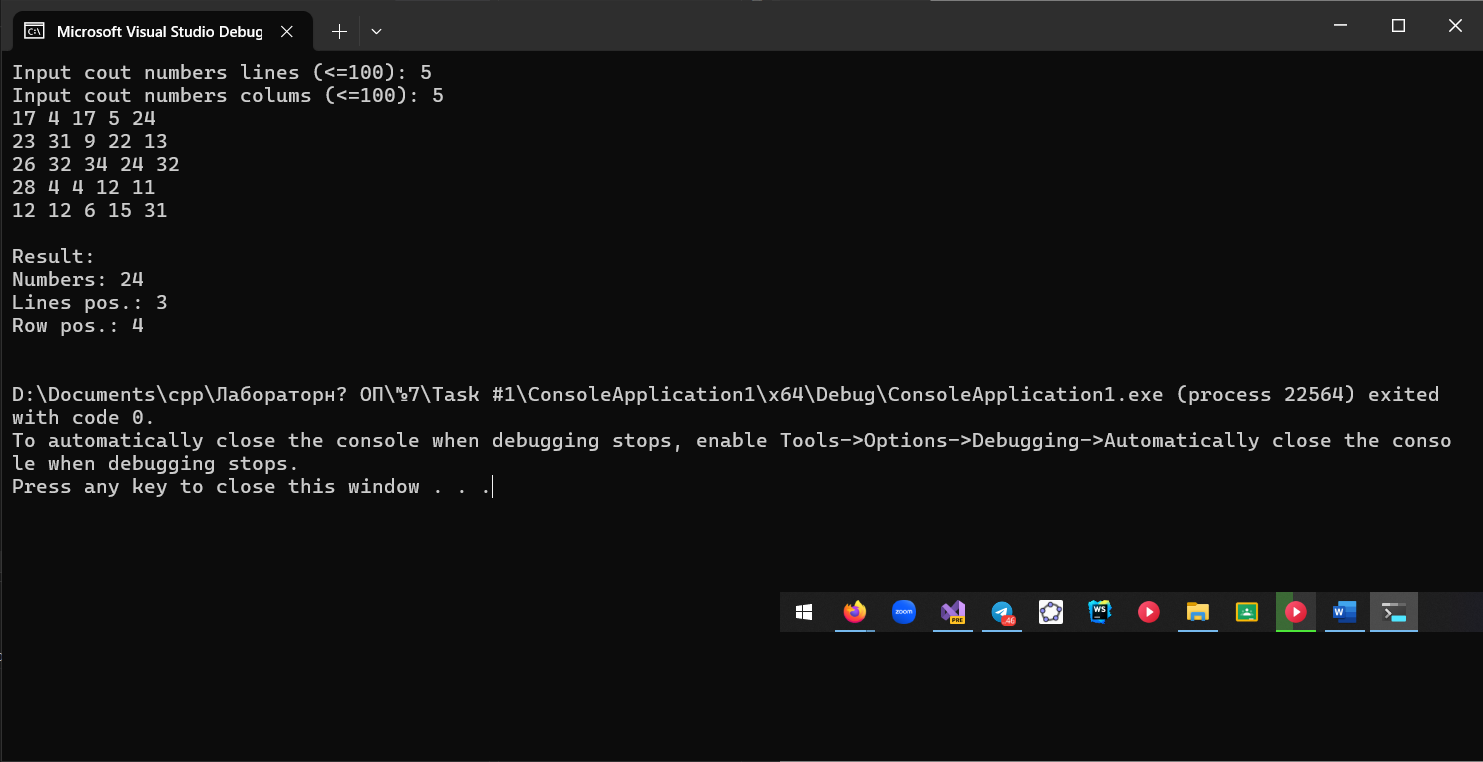 Microsoft Visual Studio Debug
Input cout numbers lines (<=100): 5
Input cout numbers colums (<=100): 5
17 4 17 5 24
23 31 9 22 13
26 32 34 24 32
28 4 4 12 11
12 12 6 15 31
Result:
Numbers: 24
Lines pos.: 3
Row pos.: 4
D:\Documents\cpp\Лабораторн? ОП\№7\Task #1\ConsoleApplication1\x64\Debug\ConsoleApplication1.exe (process 22564) exited
with code 0.
To automatically close the console when debugging stops, enable Tools->Options->Debugging->Automatically close the conso
le when debugging stops.
Press any key to close this window . . .
zoom PRE .46 WS W